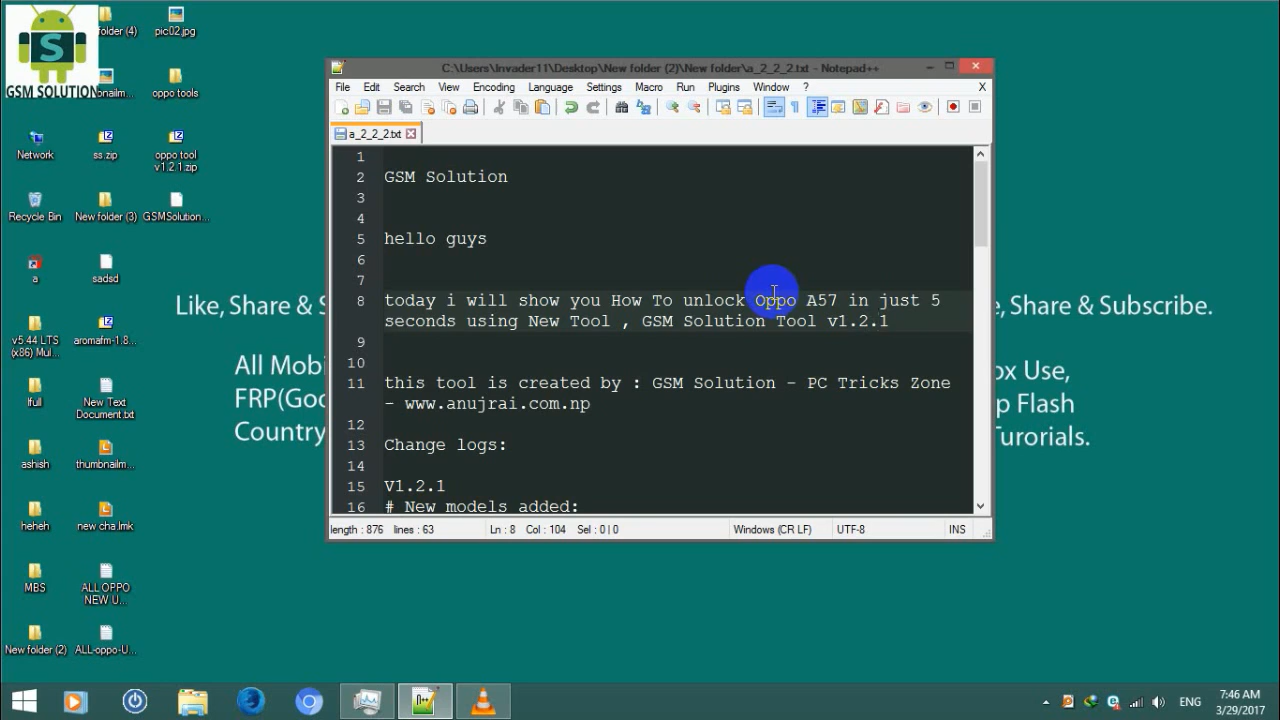 GSM SOLUTION
folder (4)
pic02.jpg
oppo tools
Network
ss.zip
oppo tool
v1.2.1.zip
Recycle Bin
New folder (3)
GSMSolution...
a
sadsd
v5.44 LTS
(x86) Mul...
aromafm-1.8...
lfull
New Text
Document.txt
ashish
thumbnailm...
heheh
new cha.lmk
MBS
ALL OPPO
NEW U...
New folder (2)
ALL-oppo-U...
Like, Share & S
All Mobi
FRP(Goo
Country
, Share & Subscribe.
ox Use,
p Flash
Turorials.
C:\Users\Invader11\Desktop\New folder (2)\New folder\a_2_2_2.txt - Notepad++
File Edit Search View Encoding Language Settings Macro Run Plugins Window ? X
a_2_2_2.txt
1
2 GSM Solution
3
4
5 hello guys
6
7
8 today i will show you How To unlock Oppo A57 in just 5
seconds using New Tool , GSM Solution Tool v1.2.1
9
10
11 this tool is created by : GSM Solution - PC Tricks Zone
- www.anujrai.com.np
12
13 Change logs:
14
15 V1.2.1
16 # New models added:
length : 876 lines : 63 Ln : 8 Col : 104 Sel : 0 | 0 Windows (CR LF) UTF-8 INS
ENG
7:46 AM
3/29/2017